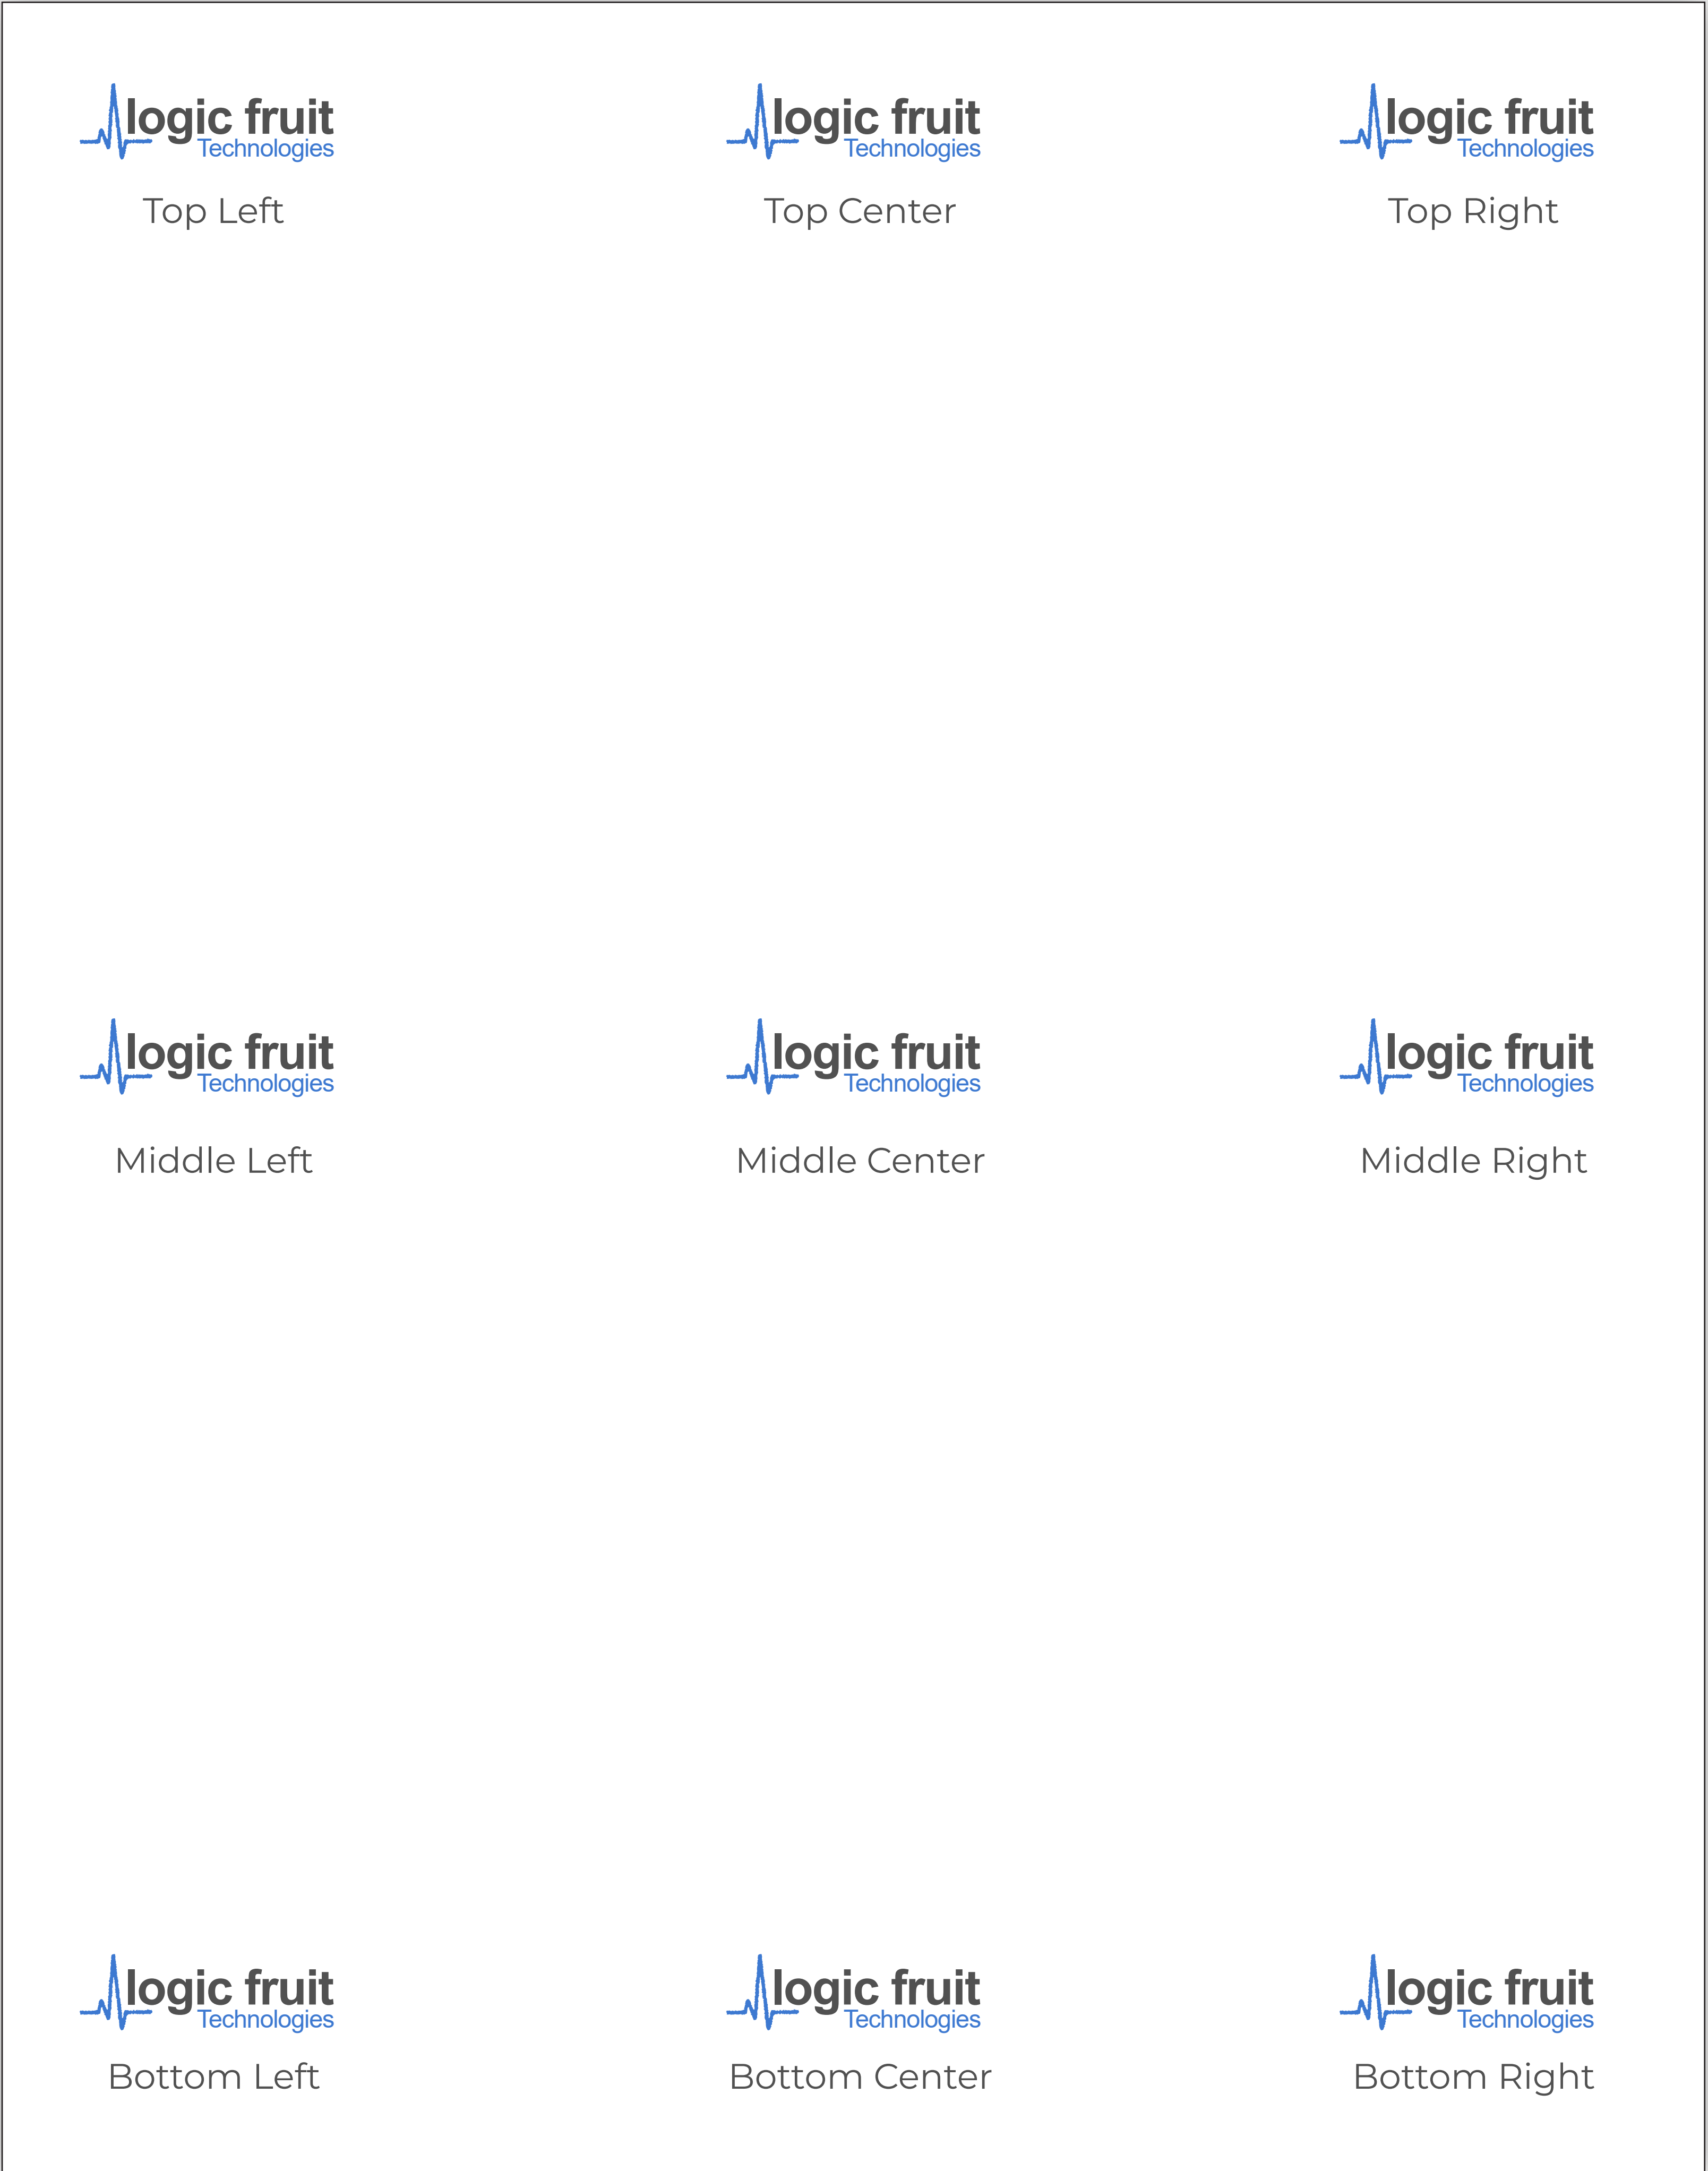 logic fruit
Technologies
Top Left
logic fruit
Technologies
Top Center
logic fruit
Technologies
Top Right
logic fruit
Technologies
Middle Left
logic fruit
Technologies
Middle Center
logic fruit
Technologies
Middle Right
logic fruit
Technologies
Bottom Left
logic fruit
Technologies
Bottom Center
logic fruit
Technologies
Bottom Right